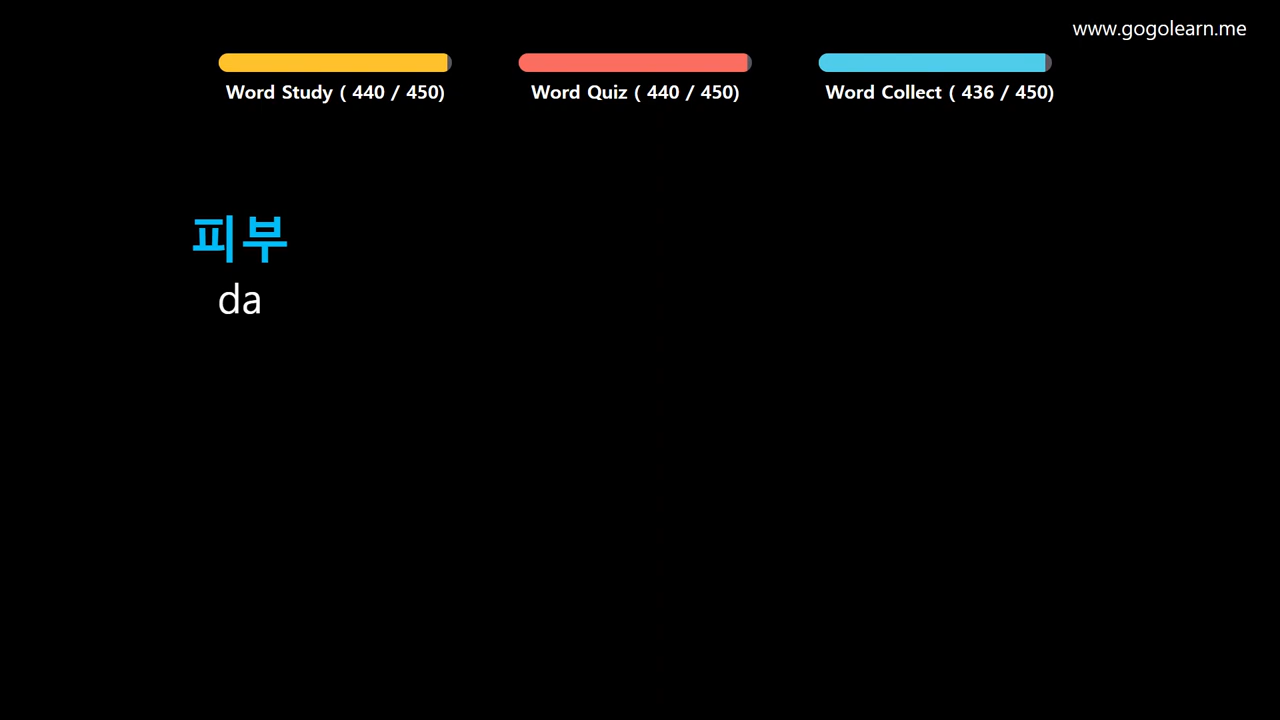 www.gogolearn.me
Word Study ( 440 / 450)
Word Quiz ( 440 / 450)
Word Collect ( 436 / 450)
피부
da